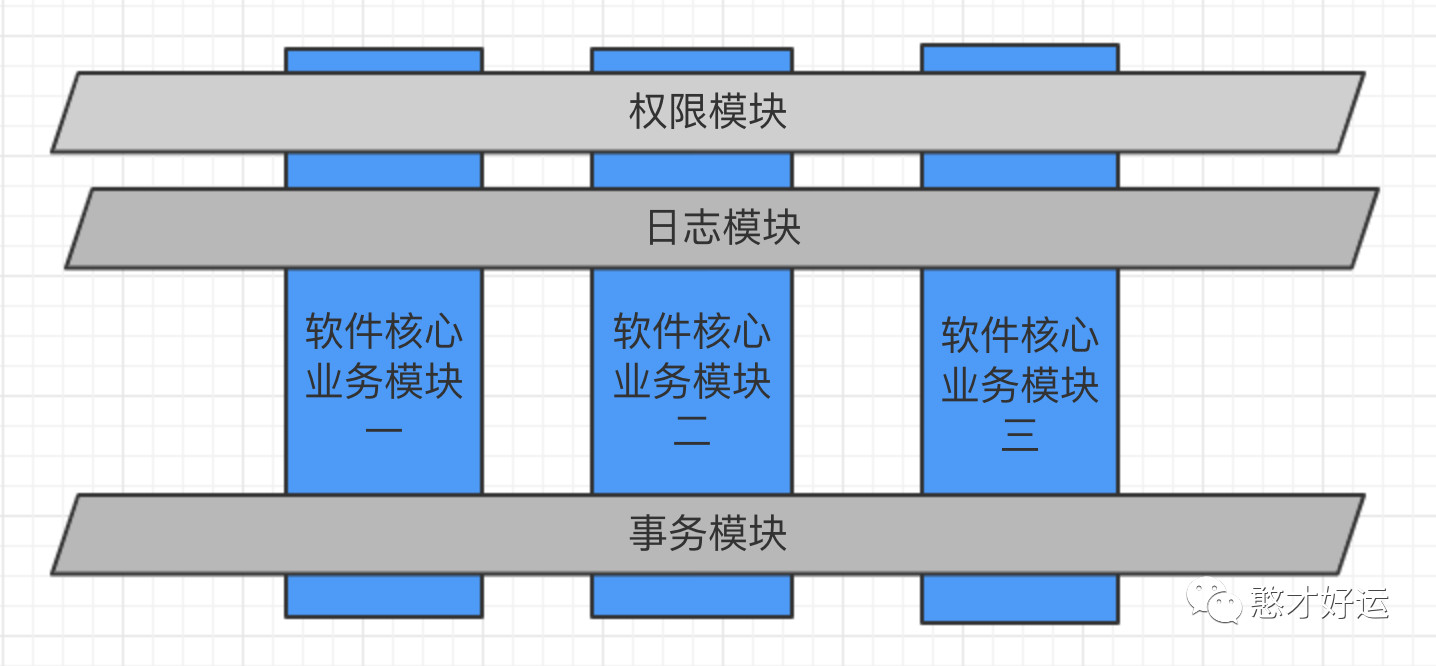 权限模块
日志模块
软件核心
业务模块
一
软件核心
业务模块
二
软件核心
业务模块
三
事务模块
憨才好运